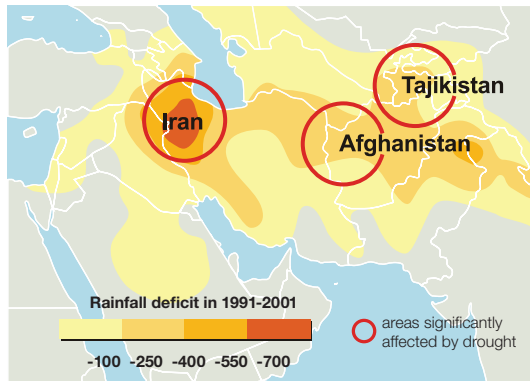 Tajikistan
Iran
Afghanistan
Rainfall deficit in 1991-2001
-100 -250 -400 -550 -700
areas significantly
affected by drought